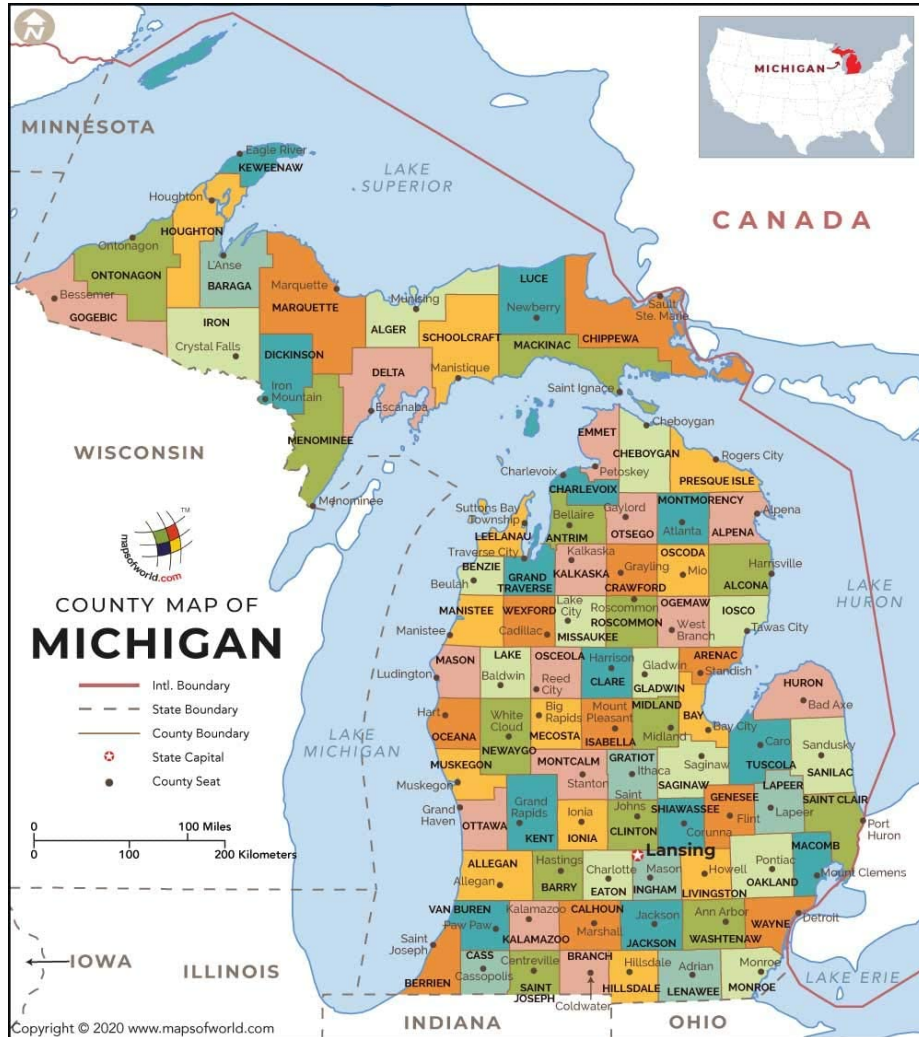 N
MINNESOTA
MICHIGAN
Eagle River
KEWEENAW
LAKE
SUPERIOR
CANADA
Houghton
HOUGHTON
Ontonagon
ONTONAGON
L'Anse
BARAGA
Bessemer
GOGEBIC
Marquette
MARQUETTE
IRON
Crystal Falls
DICKINSON
Iron
Mountain
MENOMINEE
Menominee
Munising
ALGER
SCHOOLCRAFT
Manistique
DELTA
Escanaba
LUCE
Newberry
MACKINAC
CHIPPEWA
Sault
Ste. Marie
Saint Ignace
WISCONSIN
Cheboygan
EMMET
CHEBOYGAN
Rogers City
PRESQUE ISLE
Charlevoix
Petoskey
CHARLEVOIX
MONTMORENCY
Atlanta
Alpena
ALPENA
Suttons Bay
Township
LEELANAU
Bellaire
ANTRIM
Gaylord
OTSEGO
Traverse City
BENZIE
Beulah
GRAND
TRAVERSE
Kalkaska
KALKASKA
Grayling
CRAWFORD
OSCODA
Mio
Harrisville
ALCONA
LAKE
HURON
MANISTEE
Manistee
WEXFORD
Cadillac
Lake
City
MISSAUKEE
Roscommon
ROSCOMMON
OGEMAW
West
Branch
IOSCO
Tawas City
mapsofworld.com
TM
COUNTY MAP OF
MICHIGAN
Intl. Boundary
State Boundary
County Boundary
State Capital
County Seat
0 100 Miles
0 100 200 Kilometers
MASON
Ludington
LAKE
Baldwin
OSCEOLA
Reed
City
Harrison
CLARE
Gladwin
GLADWIN
ARENAC
Standish
HURON
Bad Axe
Hart
OCEANA
White
Cloud
NEWAYGO
Big
Rapids
MECOSTA
Mount
Pleasant
ISABELLA
MIDLAND
Midland
BAY
Bay City
LAKE
MICHIGAN
Caro
TUSCOLA
Sandusky
SANILAC
MUSKEGON
Muskegon
MONTCALM
Stanton
GRATIOT
Ithaca
Saginaw
SAGINAW
Grand
Haven
OTTAWA
Grand
Rapids
KENT
Ionia
IONIA
Saint
Johns
CLINTON
SHIAWASSEE
Corunna
GENESEE
Flint
LAPEER
Lapeer
SAINT CLAIR
Port
Huron
MACOMB
Mount Clemens
ALLEGAN
Allegan
Hastings
BARRY
Charlotte
EATON
Lansing
Mason
INGHAM
Howell
LIVINGSTON
Pontiac
OAKLAND
VAN BUREN
Paw Paw
Kalamazoo
KALAMAZOO
CALHOUN
Marshall
Jackson
JACKSON
Ann Arbor
WASHTENAW
WAYNE
Detroit
Saint
Joseph
BERRIEN
CASS
Cassopolis
Centreville
SAINT
JOSEPH
BRANCH
Coldwater
Hillsdale
HILLSDALE
Adrian
LENAWEE
Monroe
MONROE
LAKE ERIE
IOWA
ILLINOIS
INDIANA
OHIO
Copyright © 2020 www.mapsofworld.com